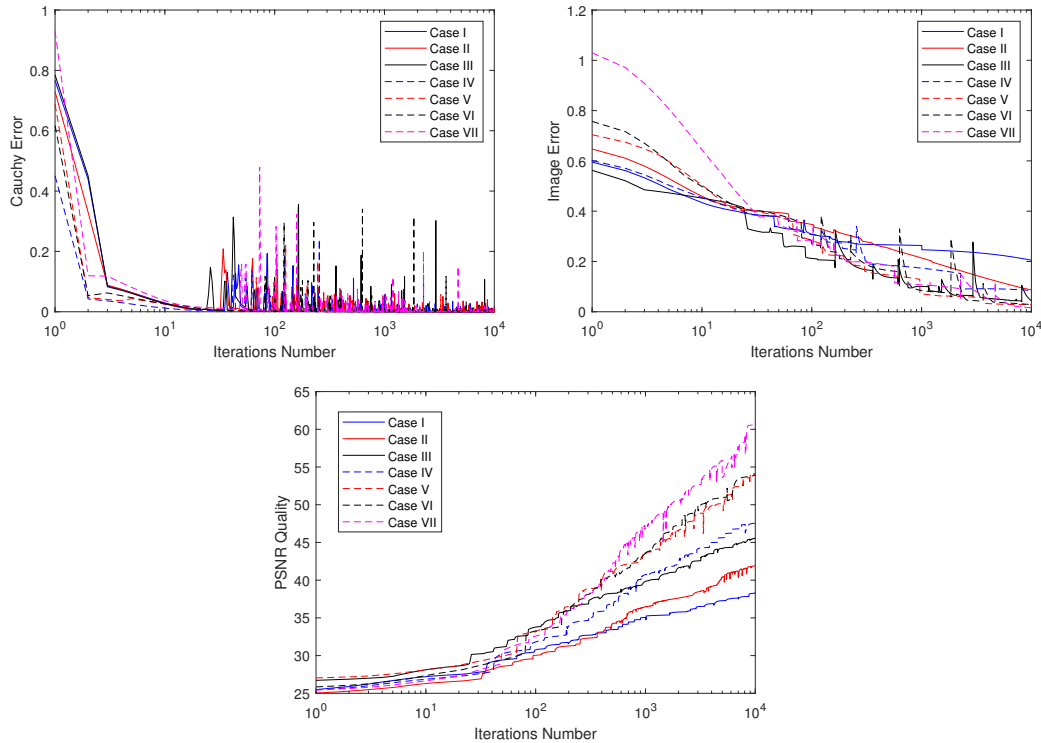 1
0.8
0.6
0.4
0.2
0
10^0
10^1
10^2
10^3
10^4
Iterations Number
Cauchy Error
Case I
Case II
Case III
Case IV
Case V
Case VI
Case VII
1.2
1
0.8
0.6
0.4
0.2
0
10^0
10^1
10^2
10^3
10^4
Iterations Number
Image Error
Case I
Case II
Case III
Case IV
Case V
Case VI
Case VII
65
60
55
50
45
40
35
30
25
10^0
10^1
10^2
10^3
10^4
Iterations Number
PSNR Quality
Case I
Case II
Case III
Case IV
Case V
Case VI
Case VII